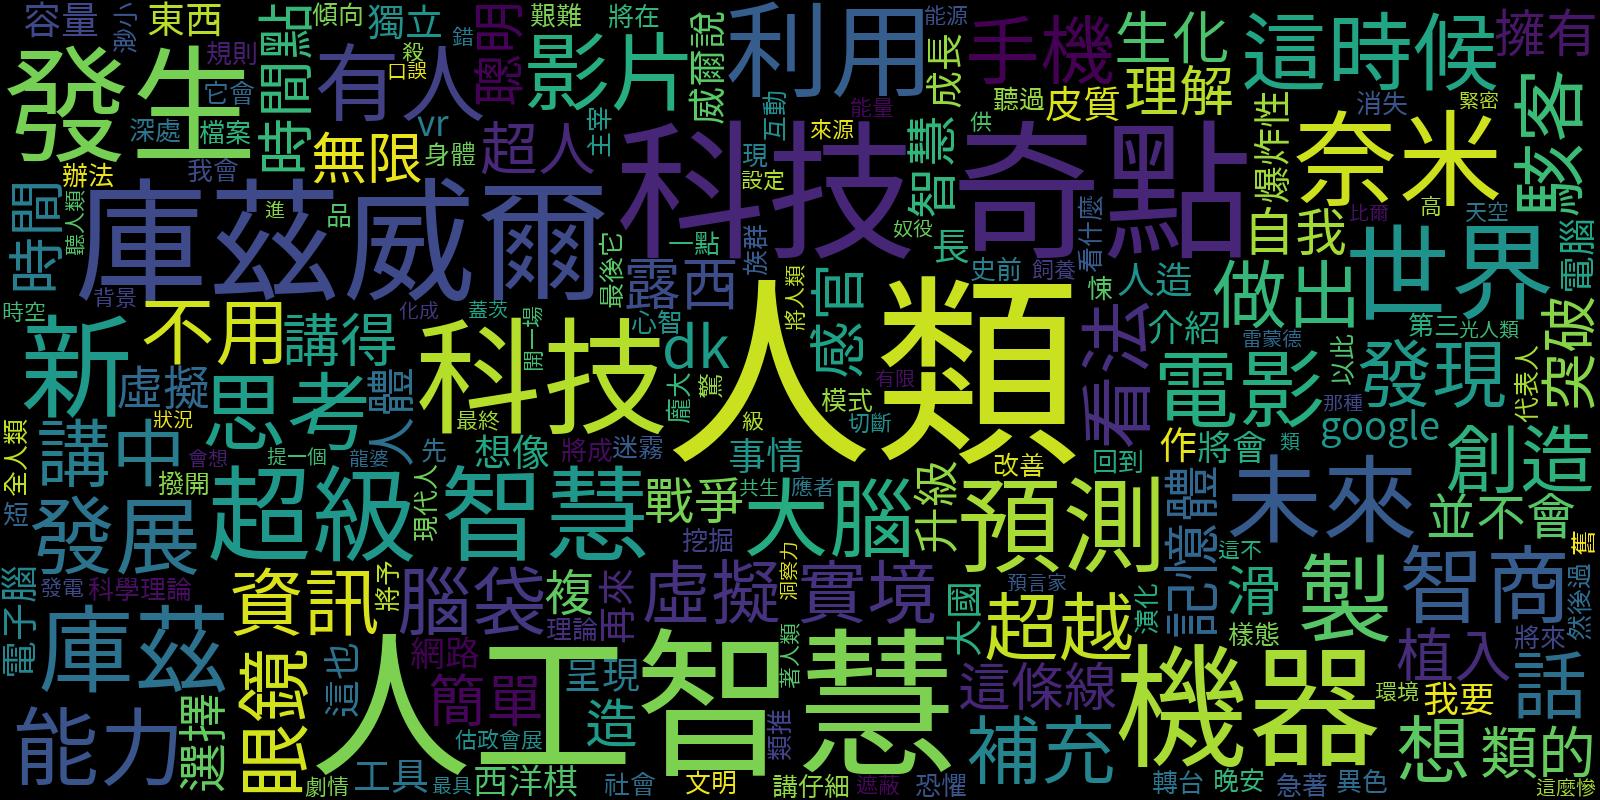 容量
渺小
東西
時間點
傾向
獨立
艱難
將在
利用
能源
手機
生化
這時候
擁有
發生
規則
它會
有人
殺
口誤
錯
聰明
影片
威爾說
成長
聽過
皮質
理解
爆炸性
消失
緊密
駭客
深處
檔案
vr
身體
超人
主宰
互動
能量
來源
智慧
供
奈米
辦法
我會
無限
科技奇點
現
設定
時間
聽人類
庫茲威爾
進
品
最後它
一點
族群
奴役
長
看什麼
自我
比爾
高
天空
世界
電腦
背景
露西
史前
飼養
悚
人造
做出
時空
不用
化成
蓋茨
心智
將人類
感官
介紹
雷蒙德
第三
光人類
突破
新
講得
開一場
dk
人類
看法
電影
以此
發現
代表人
虛擬
思考
人體
科技
龐大
驚
有限
模式
那種
google
狀況
最終
級
切斷
作
將會
類
創造
全人類
講中
會想
提一個
龍婆
先
想像
將成
迷霧
事情
改善
回到
撥開
超級智慧
現代人
戰爭
共生
應者
大腦
升級
預測
記憶體
未來
並不會
短
發展
挖掘
洞察力
這不
智商
舊
電子腦
發電
科學理論
資訊
將予
腦袋
複
再來
虛擬實境
大國
預言家
超越
演化
滑
製
然後過
庫茲
理論
樣態
植入
將來
眼鏡
這也
網路
人工智慧
簡單
呈現
著人類
這條線
機器
環境
我要
話
能力
選擇
估政會展
造
類推
補充
想
類的
劇情
工具
最具
西洋棋
社會
文明
講仔細
遮蔽
恐懼
轉台
晚安
急著
異色
這麼慘